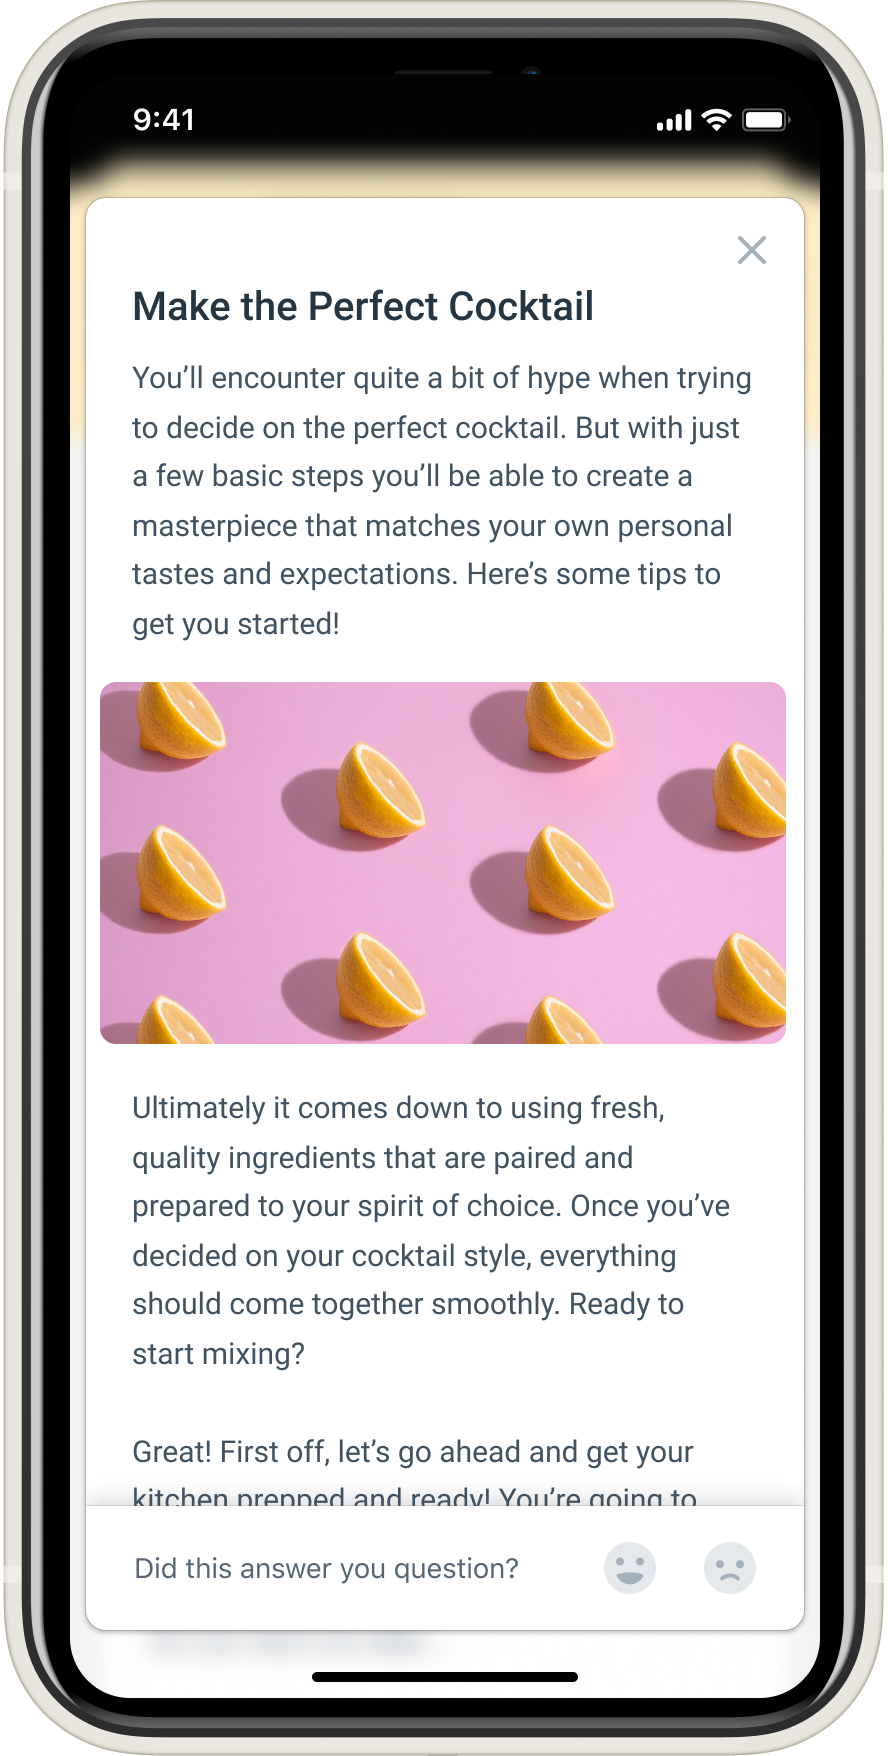 9:41
Make the Perfect Cocktail
You’ll encounter quite a bit of hype when trying
to decide on the perfect cocktail. But with just
a few basic steps you’ll be able to create a
masterpiece that matches your own personal
tastes and expectations. Here’s some tips to
get you started!
Ultimately it comes down to using fresh,
quality ingredients that are paired and
prepared to your spirit of choice. Once you’ve
decided on your cocktail style, everything
should come together smoothly. Ready to
start mixing?
Great! First off, let’s go ahead and get your
kitchen prepped and ready! You’re going to
Did this answer you question?